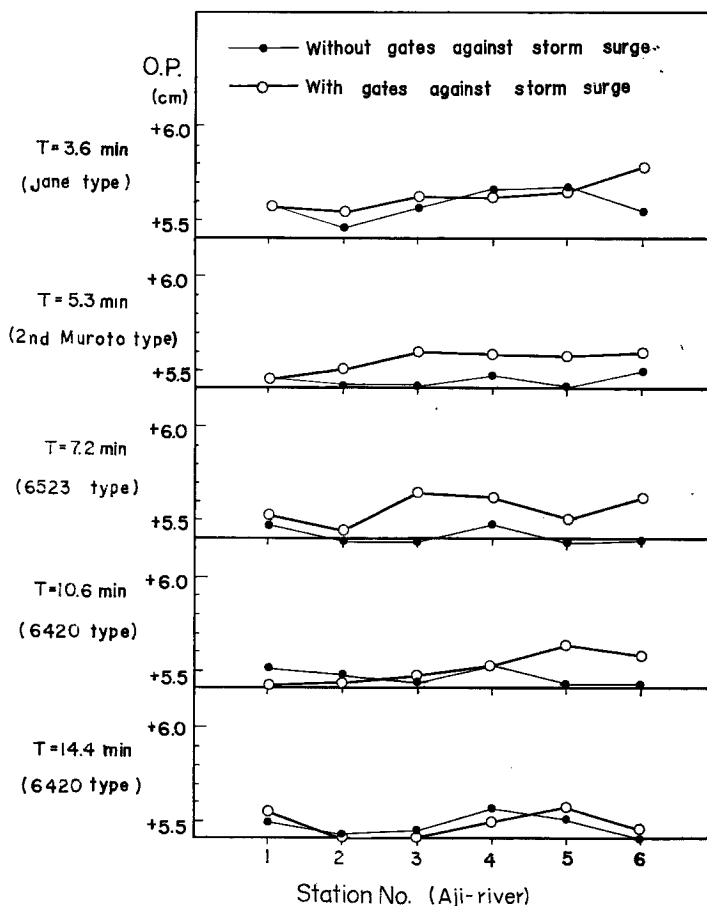 Without gates against storm surge
O.P.
(cm)
With gates against storm surge
+6.0
T=3.6 min
(Jane type)
+5.5
+6.0
T=5.3 min
(2nd Muroto type)
+5.5
+6.0
T=7.2 min
(6523 type)
+5.5
+6.0
T=10.6 min
(6420 type)
+5.5
+6.0
T=14.4 min
(6420 type)
+5.5
1 2 3 4 5 6
Station No. (Aji-river)